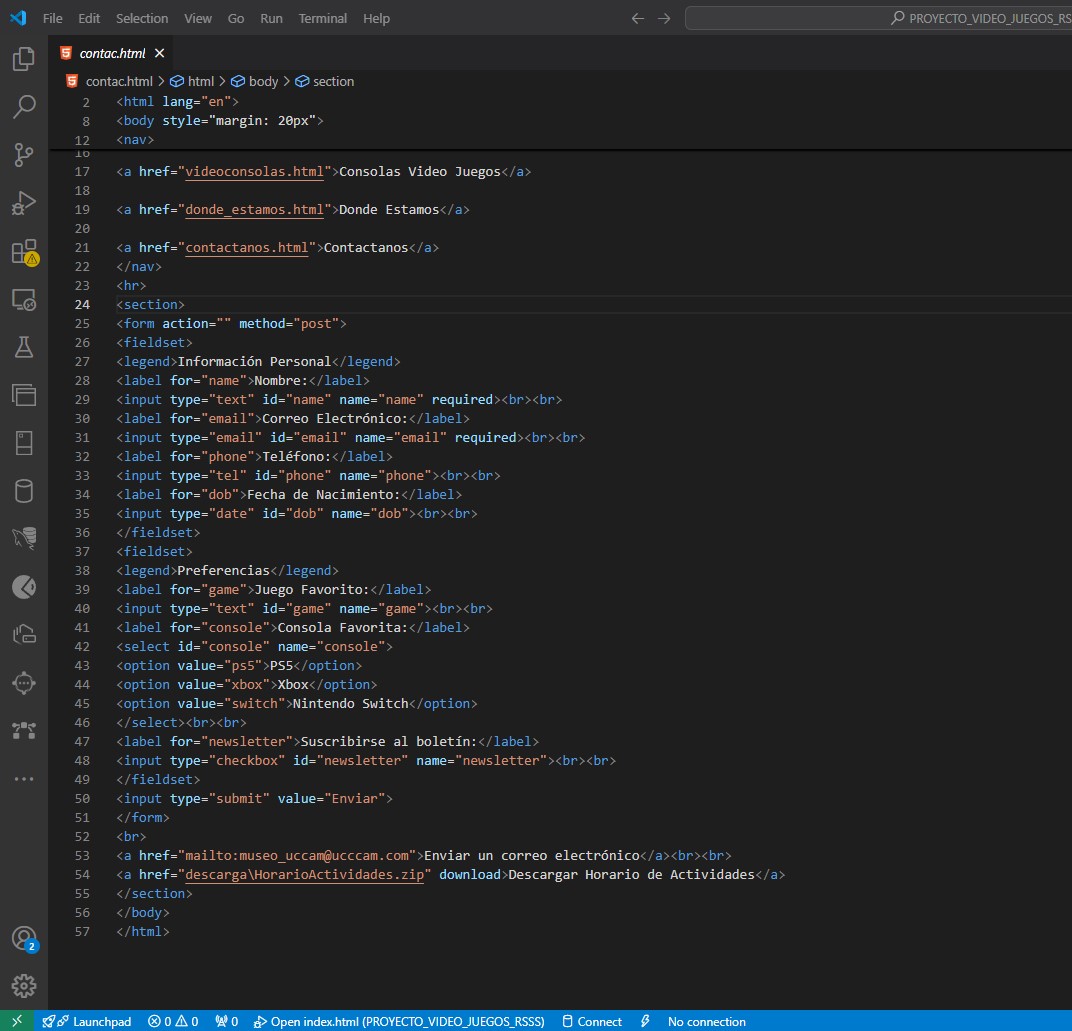 File Edit Selection View Go Run Terminal Help
PROYECTO_VIDEO_JUEGOS_RS
contac.html
contac.html > html > body > section
2 <html lang="en">
8 <body style="margin: 20px">
12 <nav>
16
17 <a href="videoconsolas.html">Consolas Video Juegos</a>
18
19 <a href="donde_estamos.html">Donde Estamos</a>
20
21 <a href="contactanos.html">Contactanos</a>
22 </nav>
23 <hr>
24 <section>
25 <form action="" method="post">
26 <fieldset>
27 <legend>Información Personal</legend>
28 <label for="name">Nombre:</label>
29 <input type="text" id="name" name="name" required><br><br>
30 <label for="email">Correo Electrónico:</label>
31 <input type="email" id="email" name="email" required><br><br>
32 <label for="phone">Teléfono:</label>
33 <input type="tel" id="phone" name="phone"><br><br>
34 <label for="dob">Fecha de Nacimiento:</label>
35 <input type="date" id="dob" name="dob"><br><br>
36 </fieldset>
37 <fieldset>
38 <legend>Preferencias</legend>
39 <label for="game">Juego Favorito:</label>
40 <input type="text" id="game" name="game"><br><br>
41 <label for="console">Consola Favorita:</label>
42 <select id="console" name="console">
43 <option value="ps5">PS5</option>
44 <option value="xbox">Xbox</option>
45 <option value="switch">Nintendo Switch</option>
46 </select><br><br>
47 <label for="newsletter">Suscribirse al boletín:</label>
48 <input type="checkbox" id="newsletter" name="newsletter"><br><br>
49 </fieldset>
50 <input type="submit" value="Enviar">
51 </form>
52 <br>
53 <a href="mailto:museo_uccam@ucccam.com">Enviar un correo electrónico</a><br><br>
54 <a href="descarga\HorarioActividades.zip" download>Descargar Horario de Actividades</a>
55 </section>
56 </body>
57 </html>
2
Launchpad 0 0 0 Open index.html (PROYECTO_VIDEO_JUEGOS_RSSS) Connect No connection